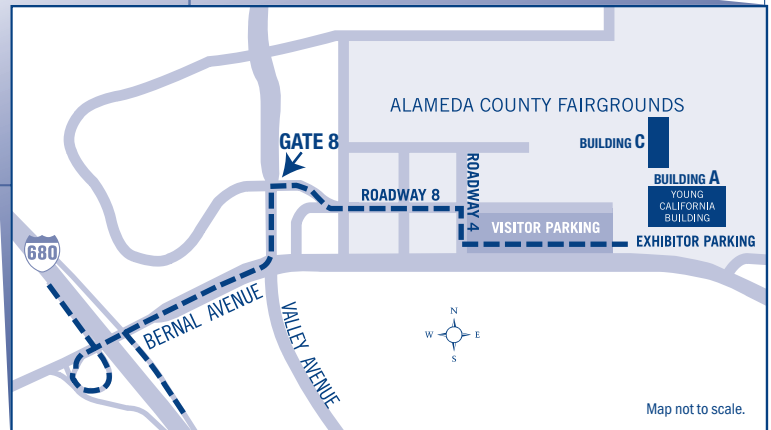 ALAMEDA COUNTY FAIRGROUNDS
BUILDING C
GATE 8
BUILDING A
YOUNG
CALIFORNIA
BUILDING
ROADWAY 8
ROADWAY 4
VISITOR PARKING
EXHIBITOR PARKING
680
BERNAL AVENUE
VALLEY AVENUE
N
W E
S
Map not to scale.